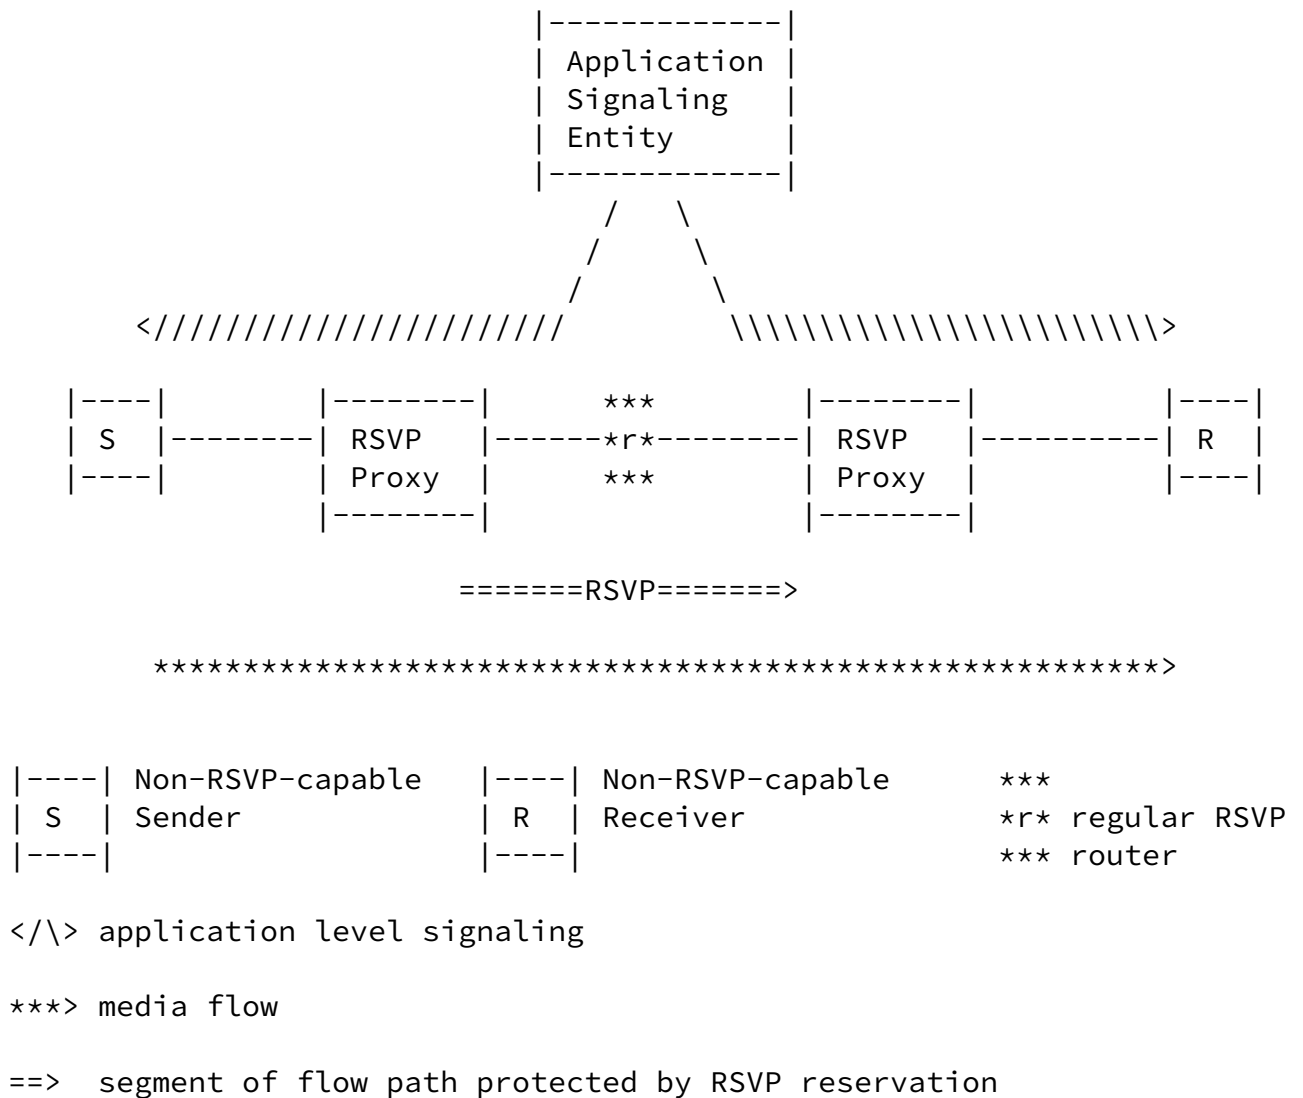 |-------------|
| Application |
| Signaling   |
| Entity      |
|-------------|
/   \
/     \
/       \
<///////////////////////         \\\\\\\\\\\\\\\\\\\\\\\\>
|----|        |--------|      ***        |--------|          |----|
| S  |--------| RSVP   |------*r*--------| RSVP   |----------| R  |
|----|        | Proxy  |      ***        | Proxy  |          |----|
|--------|                 |--------|
=======RSVP=======>
********************************************************>
|----| Non-RSVP-capable   |----| Non-RSVP-capable      ***
| S  | Sender             | R  | Receiver              *r* regular RSVP
|----|                    |----|                       *** router
</\> application level signaling
***> media flow
==>  segment of flow path protected by RSVP reservation